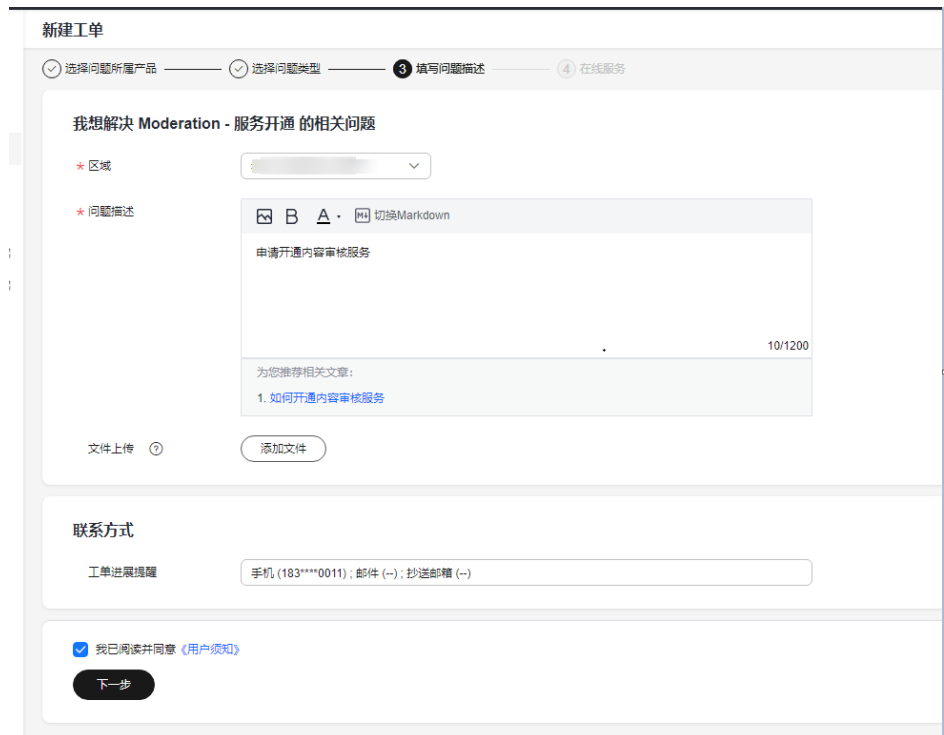 新建工单
选择问题所属产品 选择问题类型 3 填写问题描述 4 在线服务
我想解决 Moderation - 服务开通 的相关问题
* 区域
* 问题描述
B A M↓ 切换Markdown
申请开通内容审核服务
10/1200
为您推荐相关文章:
1. 如何开通内容审核服务
文件上传 ? 添加文件
联系方式
工单进展提醒 手机 (183****0011) ; 邮件 (--) ; 抄送邮箱 (--)
我已阅读并同意《用户须知》
下一步